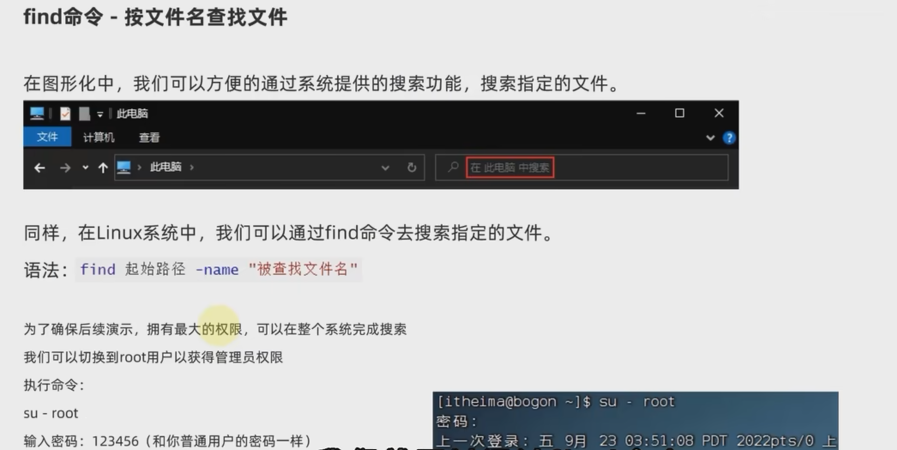 find命令 - 按文件名查找文件
在图形化中，我们可以方便的通过系统提供的搜索功能，搜索指定的文件。
此电脑
文件 计算机 查看
此电脑
在 此电脑 中搜索
同样，在Linux系统中，我们可以通过find命令去搜索指定的文件。
语法：find 起始路径 -name "被查找文件名"
为了确保后续演示，拥有最大的权限，可以在整个系统完成搜索
我们可以切换到root用户以获得管理员权限
执行命令：
su - root
输入密码：123456（和你普通用户的密码一样）
[itheima@bogon ~]$ su - root
密码：
上一次登录：五 9月 23 03:51:08 PDT 2022pts/0 上